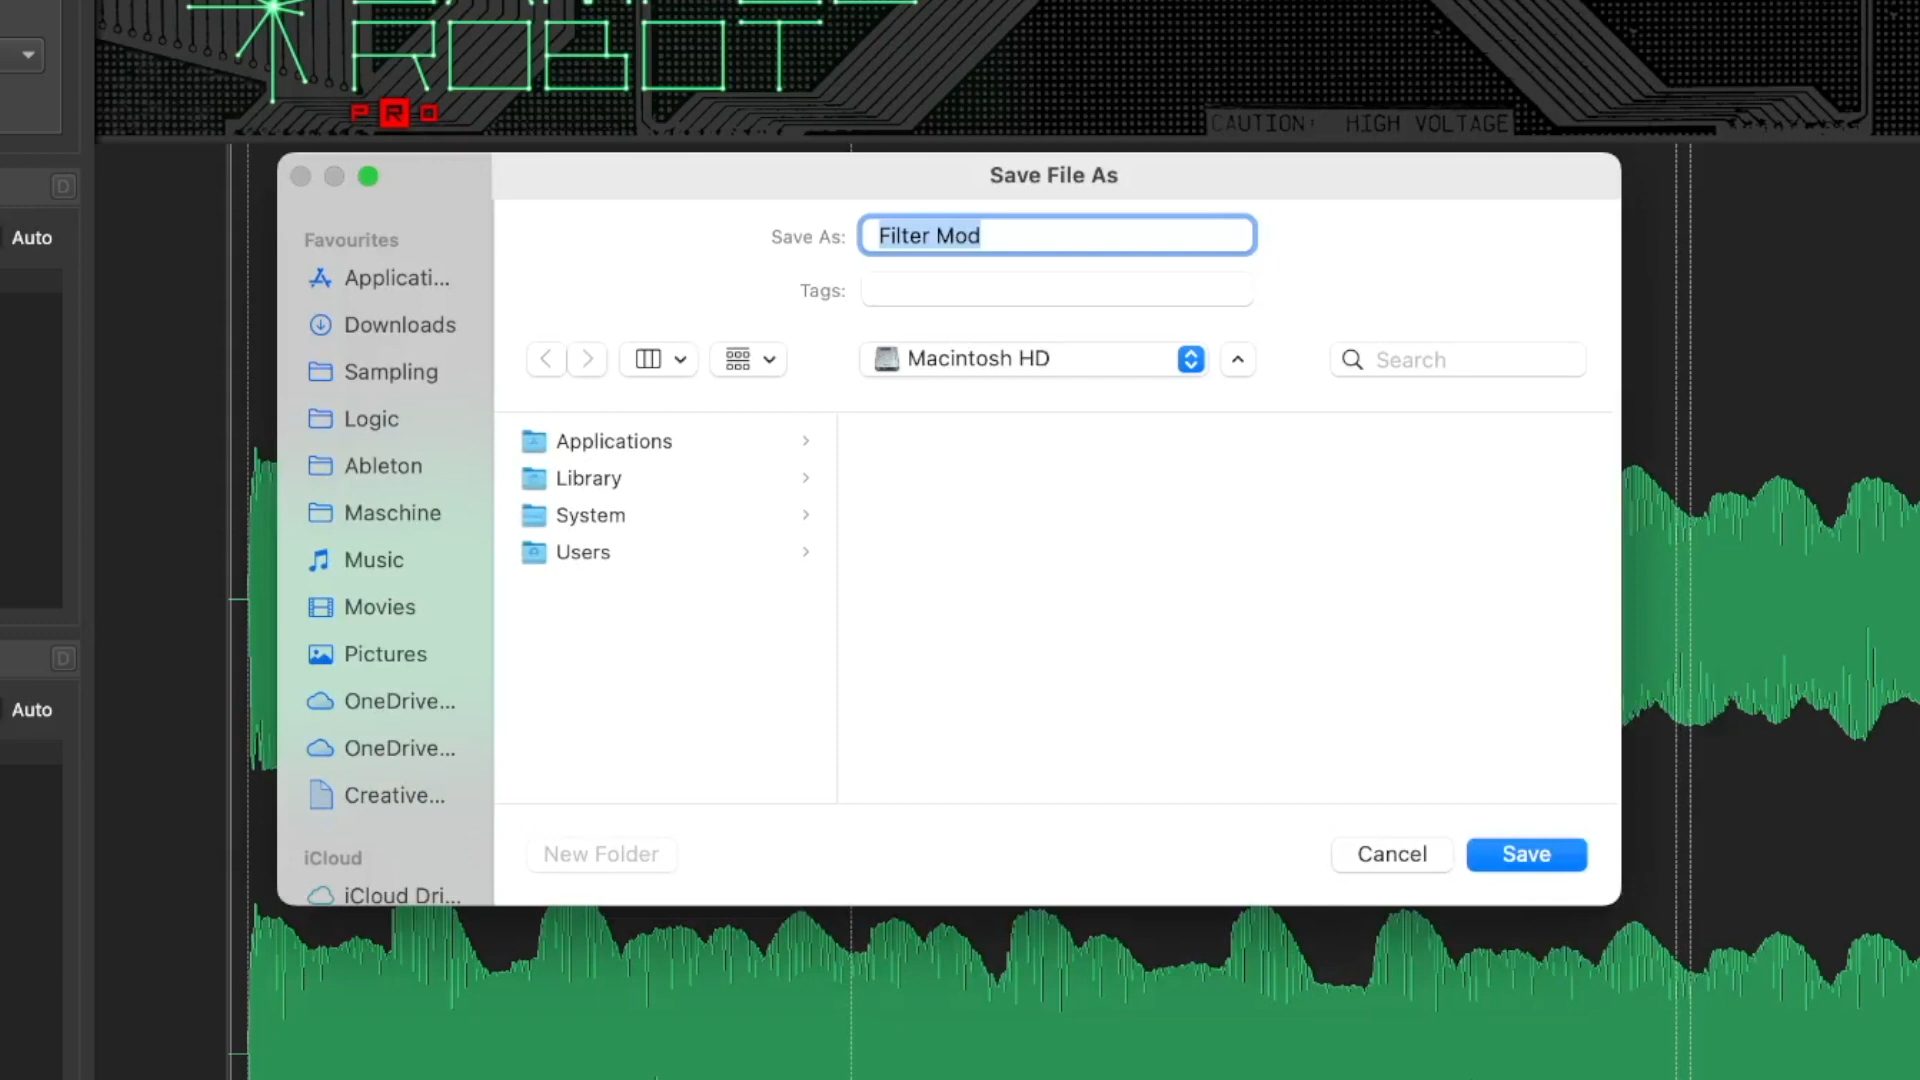 ROBOT
PRO
CAUTION: HIGH VOLTAGE
D
Auto
D
Auto
Save File As
Save As: Filter Mod
Tags:
Macintosh HD
Search
Favourites
Applicati...
Downloads
Sampling
Logic
Ableton
Maschine
Music
Movies
Pictures
OneDrive...
OneDrive...
Creative...
iCloud
iCloud Dri...
Applications
Library
System
Users
New Folder
Cancel
Save